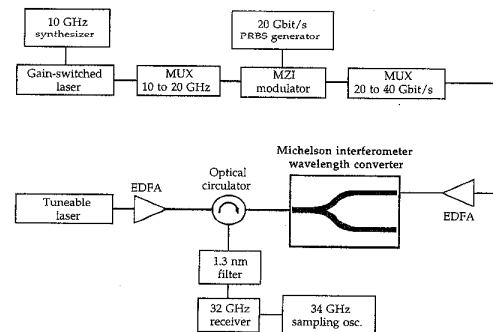 10 GHz
synthesizer
20 Gbit/s
PRBS generator
Gain-switched
laser
MUX
10 to 20 GHz
MZI
modulator
MUX
20 to 40 Gbit/s
Michelson interferometer
wavelength converter
Optical
circulator
EDFA
Tuneable
laser
EDFA
1.3 nm
filter
32 GHz
receiver
34 GHz
sampling osc.